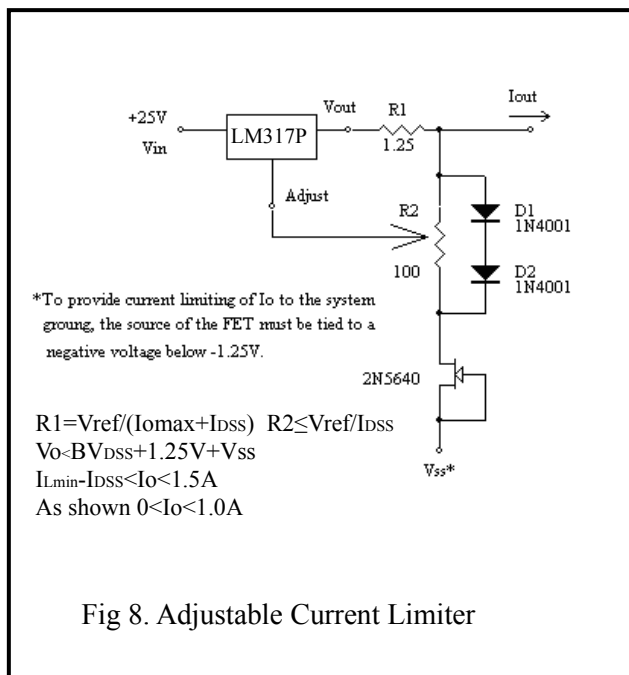 Vout R1 Iout
+25V
Vin
LM317P
1.25
Adjust
R2
100
D1
1N4001
D2
1N4001
*To provide current limiting of Io to the system
groung, the source of the FET must be tied to a
negative voltage below -1.25V.
2N5640
R1=Vref/(Iomax+IDSS) R2≤Vref/IDSS
Vo<BVDSS+1.25V+Vss
ILmin-IDSS<Io<1.5A
As shown 0<Io<1.0A
Vss*
Fig 8. Adjustable Current Limiter